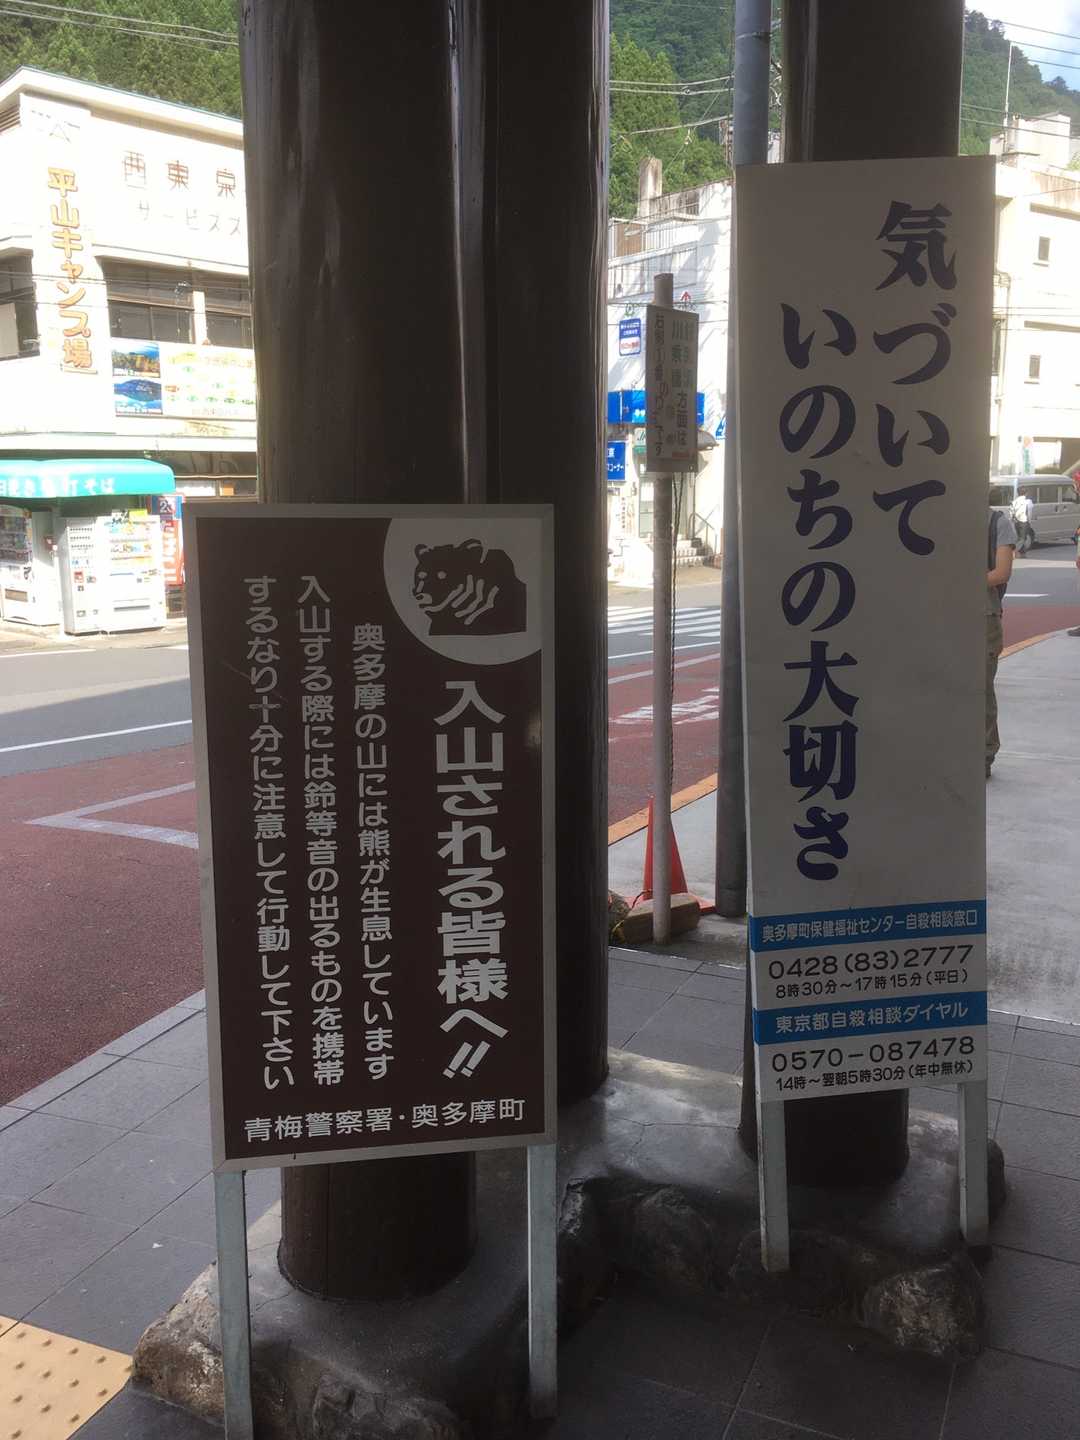 入山される皆様へ!!
奥多摩の山には熊が生息しています
入山する際には鈴等音の出るものを携帯
するなり十分に注意して行動して下さい
青梅警察署・奥多摩町
気づいて
いのちの大切さ
奥多摩町保健福祉センター自殺相談窓口
0428(83)2777
8時30分〜17時15分(平日)
東京都自殺相談ダイヤル
0570-087478
14時〜翌朝5時30分(年中無休)
平山キャンプ場
西東京
サービス
方面は
そば